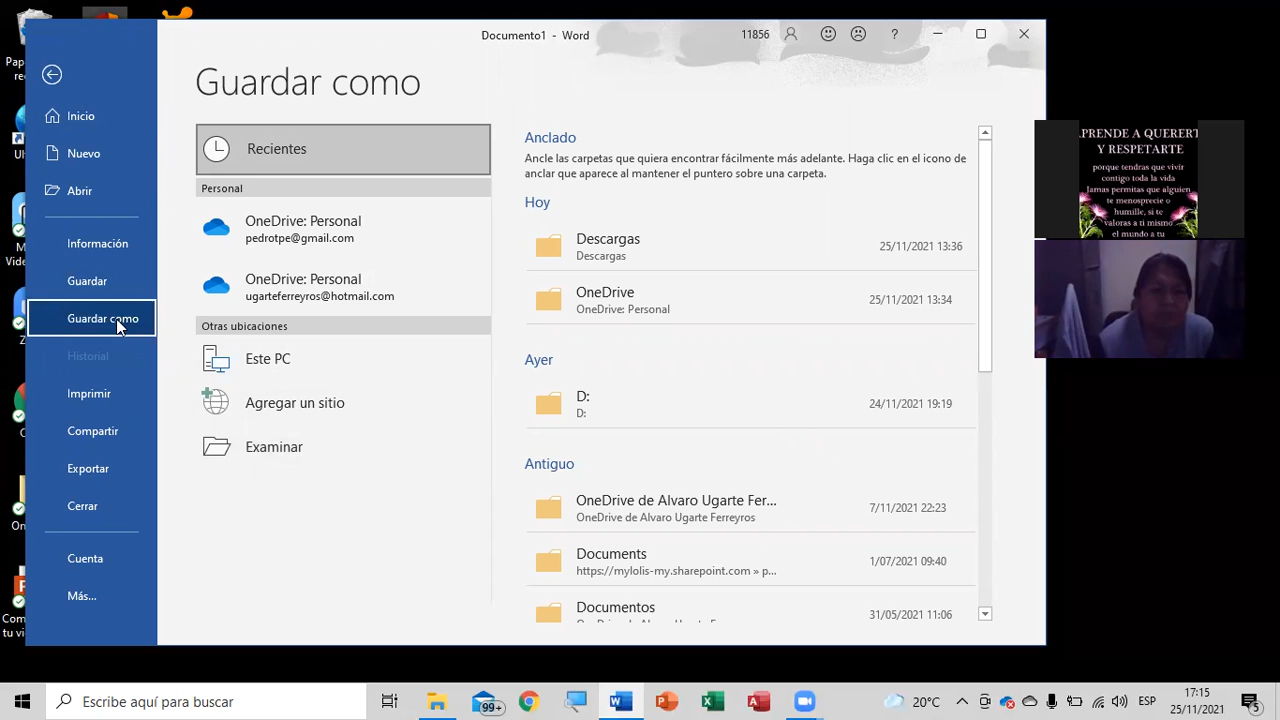 Documento1 - Word
11856
?
Guardar como
Inicio
Nuevo
Abrir
Información
Guardar
Guardar como
Historial
Imprimir
Compartir
Exportar
Cerrar
Cuenta
Más...
Recientes
Personal
OneDrive: Personal
pedrotpe@gmail.com
OneDrive: Personal
ugarteferreyros@hotmail.com
Otras ubicaciones
Este PC
Agregar un sitio
Examinar
Anclado
Ancle las carpetas que quiera encontrar fácilmente más adelante. Haga clic en el icono de
anclar que aparece al mantener el puntero sobre una carpeta.
Hoy
Descargas 25/11/2021 13:36
Descargas
OneDrive 25/11/2021 13:34
OneDrive: Personal
Ayer
D: 24/11/2021 19:19
D:
Antiguo
OneDrive de Alvaro Ugarte Fer... 7/11/2021 22:23
OneDrive de Alvaro Ugarte Ferreyros
Documents 1/07/2021 09:40
https://mylolis-my.sharepoint.com » p...
Documentos 31/05/2021 11:06
PRENDE A QUERERT
Y RESPETARTE
porque tendras que vivir
contigo toda la vida
Jamas permitas que alguien
te menosprecie o
humille, si te
valoras a ti mismo
el mundo a tu
Escribe aquí para buscar
99+
20°C
ESP
17:15
25/11/2021
5